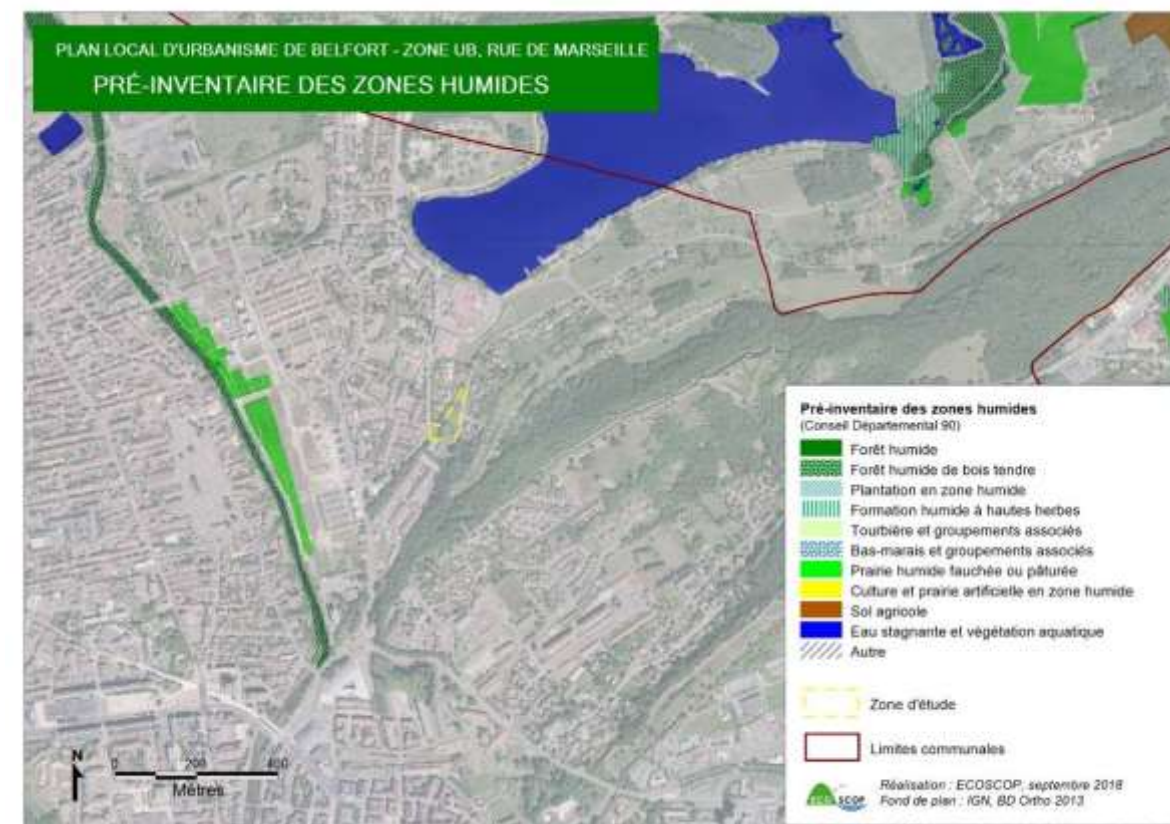 PLAN LOCAL D'URBANISME DE BELFORT - ZONE UB, RUE DE MARSEILLE
PRÉ-INVENTAIRE DES ZONES HUMIDES
Pré-inventaire des zones humides
(Conseil Départemental 90)
Forêt humide
Forêt humide de bois tendre
Plantation en zone humide
Formation humide à hautes herbes
Tourbière et groupements associés
Bas-marais et groupements associés
Prairie humide fauchée ou pâturée
Culture et prairie artificielle en zone humide
Sol agricole
Eau stagnante et végétation aquatique
Autre
Zone d'étude
Limites communales
N
0 200 400
Mètres
ECO SCOP
Réalisation : ECOSCOP, septembre 2018
Fond de plan : IGN, BD Ortho 2013